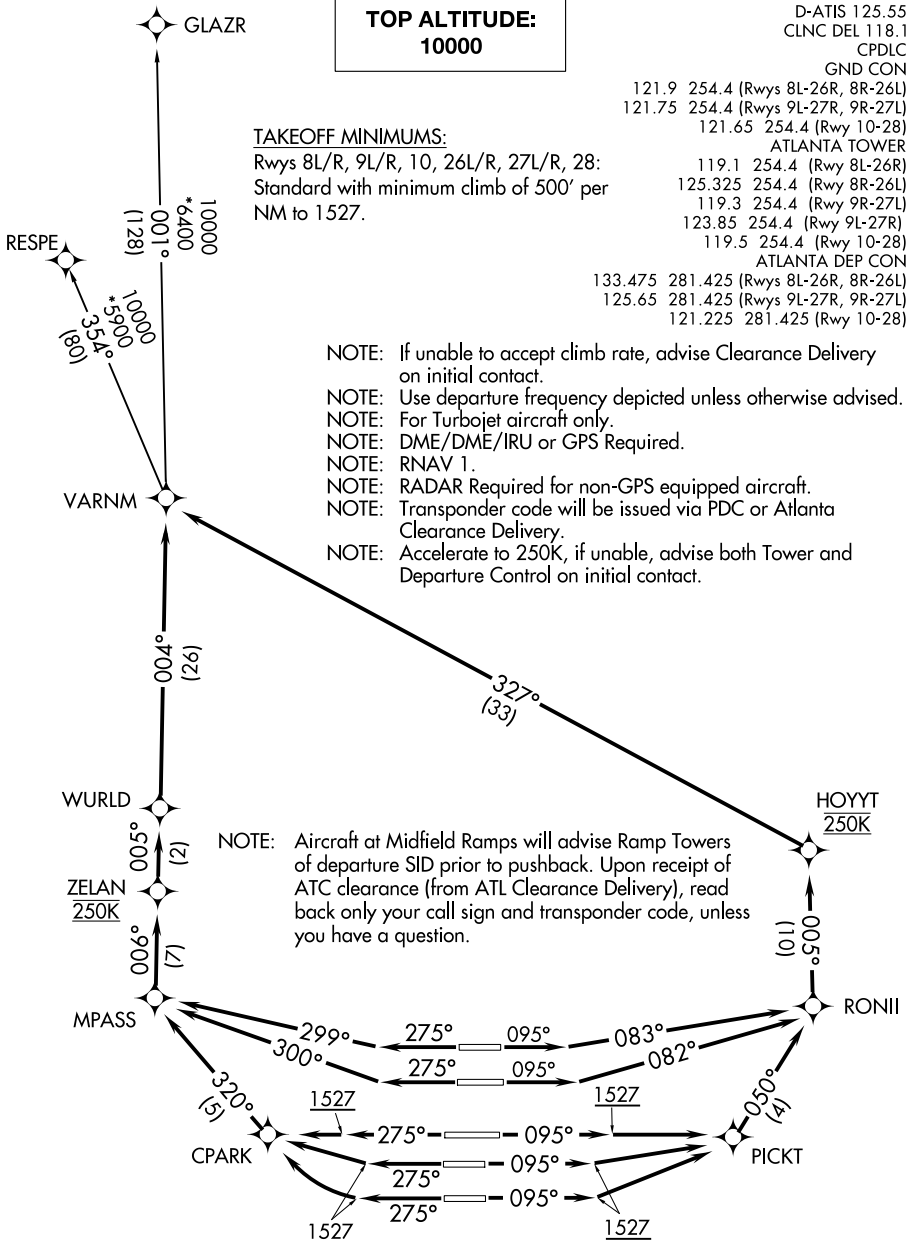 GLAZR
TOP ALTITUDE:
10000
D-ATIS 125.55
CLNC DEL 118.1
CPDLC
GND CON
121.9 254.4 (Rwys 8L-26R, 8R-26L)
121.75 254.4 (Rwys 9L-27R, 9R-27L)
121.65 254.4 (Rwy 10-28)
ATLANTA TOWER
119.1 254.4 (Rwy 8L-26R)
125.325 254.4 (Rwy 8R-26L)
119.3 254.4 (Rwy 9R-27L)
123.85 254.4 (Rwy 9L-27R)
119.5 254.4 (Rwy 10-28)
ATLANTA DEP CON
133.475 281.425 (Rwys 8L-26R, 8R-26L)
125.65 281.425 (Rwys 9L-27R, 9R-27L)
121.225 281.425 (Rwy 10-28)
TAKEOFF MINIMUMS:
Rwys 8L/R, 9L/R, 10, 26L/R, 27L/R, 28:
Standard with minimum climb of 500' per
NM to 1527.
10000
*6400
001°
(128)
RESPE
10000
*5900
354°
(80)
NOTE: If unable to accept climb rate, advise Clearance Delivery
on initial contact.
NOTE: Use departure frequency depicted unless otherwise advised.
NOTE: For Turbojet aircraft only.
NOTE: DME/DME/IRU or GPS Required.
NOTE: RNAV 1.
NOTE: RADAR Required for non-GPS equipped aircraft.
NOTE: Transponder code will be issued via PDC or Atlanta
Clearance Delivery.
NOTE: Accelerate to 250K, if unable, advise both Tower and
Departure Control on initial contact.
VARNM
004°
(26)
327°
(33)
WURLD
HOYYT
250K
005°
(2)
NOTE: Aircraft at Midfield Ramps will advise Ramp Towers
of departure SID prior to pushback. Upon receipt of
ATC clearance (from ATL Clearance Delivery), read
back only your call sign and transponder code, unless
you have a question.
ZELAN
250K
006°
(7)
005°
(10)
MPASS
RONII
299°
275°
095°
083°
300°
275°
095°
082°
320°
(5)
1527
1527
050°
(4)
275°
095°
CPARK
PICKT
275°
095°
275°
095°
1527
1527